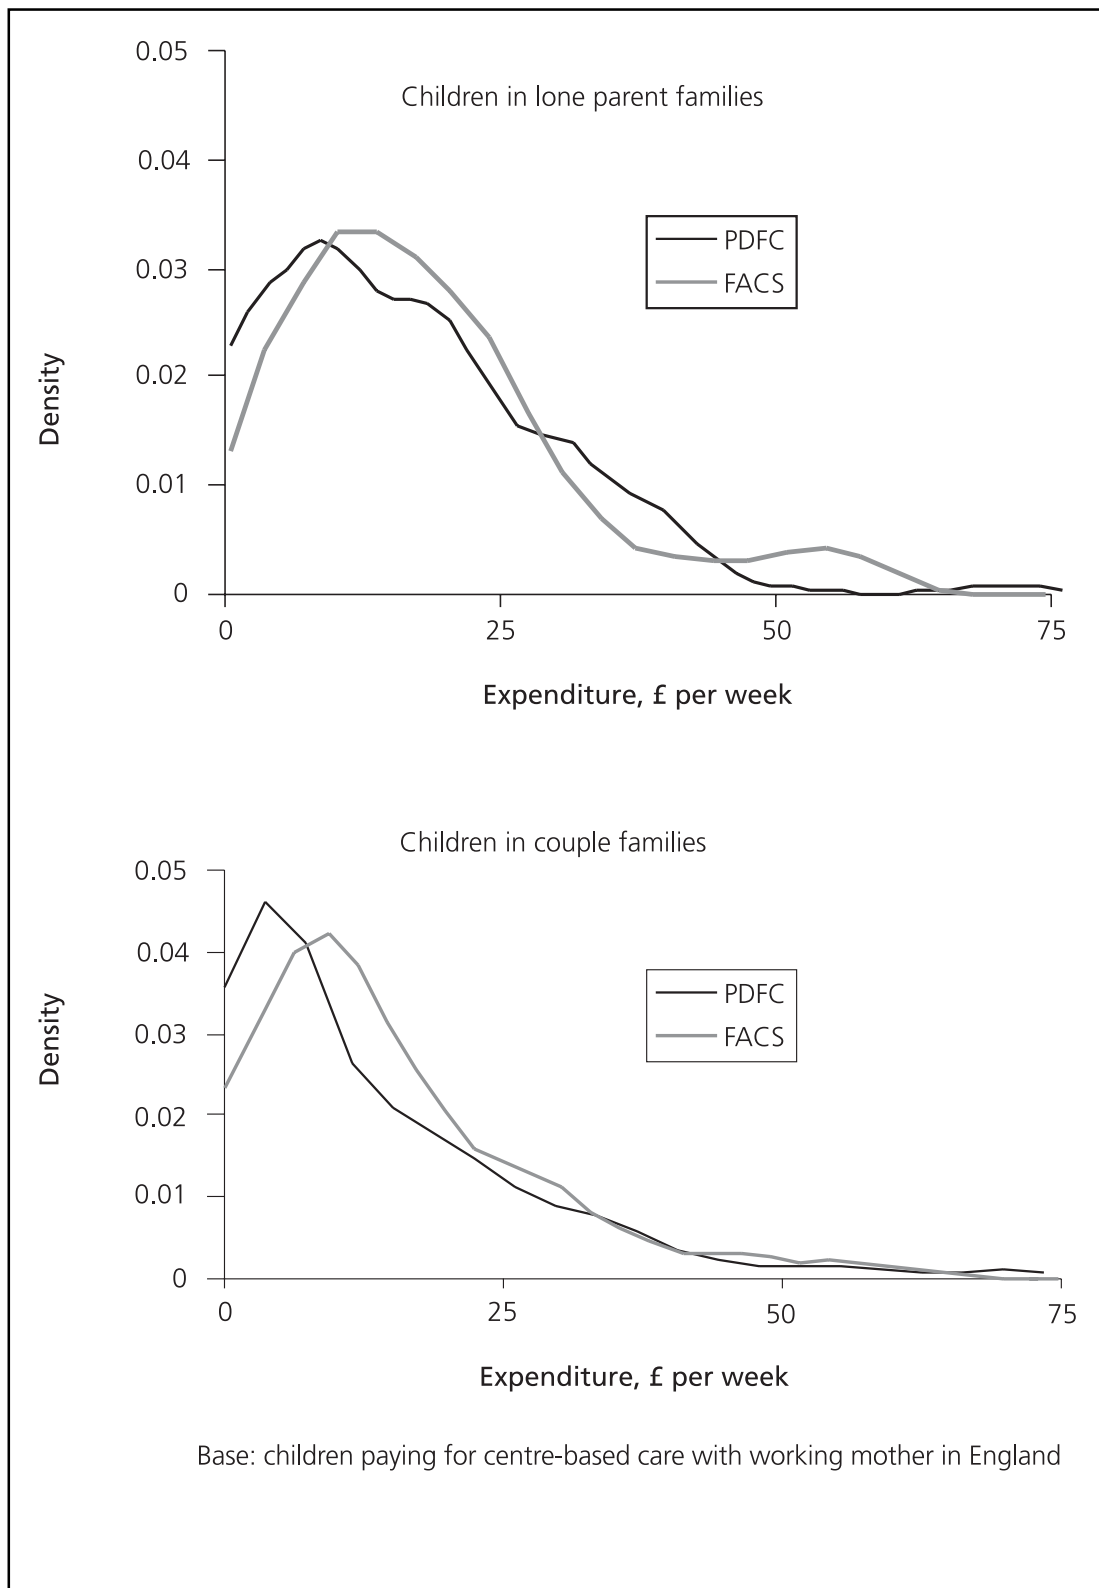 0.05
Children in lone parent families
0.04
PDFC
0.03
FACS
0.02
Density
0.01
0
0
25
50
75
Expenditure, £ per week
Children in couple families
0.05
0.04
PDFC
0.03
FACS
Density
0.02
0.01
0
0
25
50
75
Expenditure, £ per week
Base: children paying for centre-based care with working mother in England